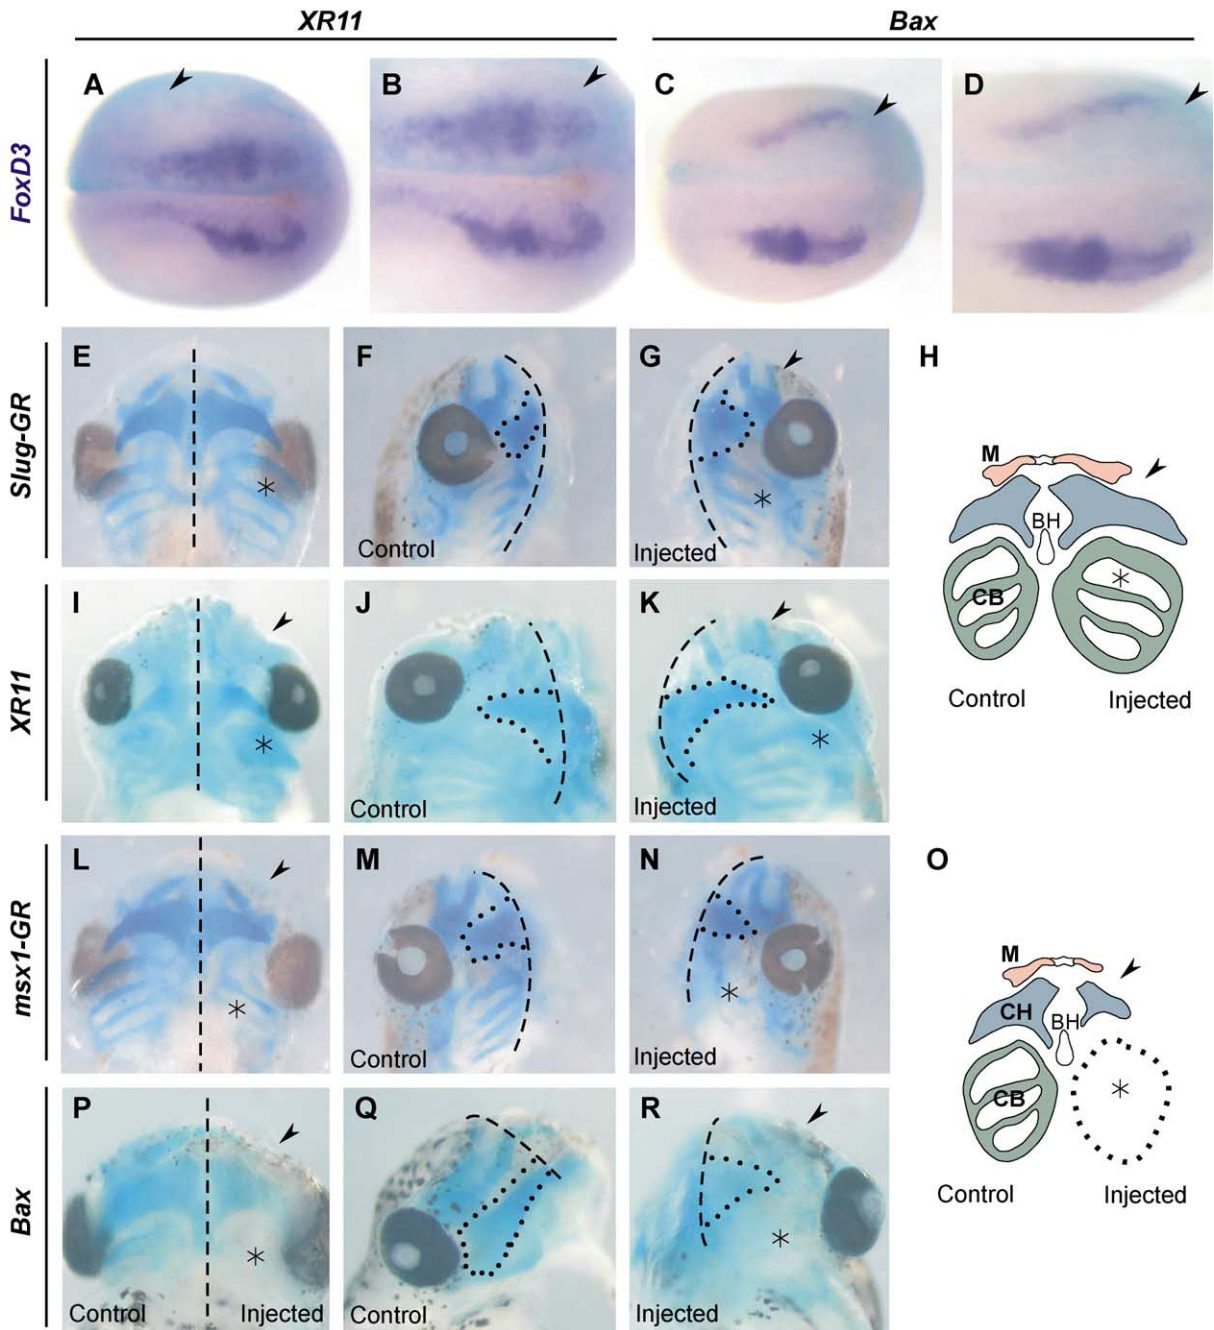 XR11 Bax
FoxD3
A B C D
Slug-GR
E F G H
Control Injected
M
BH
CB
*
Control Injected
XR11
I J K
Control Injected
msx1-GR
L M N O
Control Injected
M
CH BH
CB
*
Control Injected
Bax
P Q R
Control Injected Control Injected